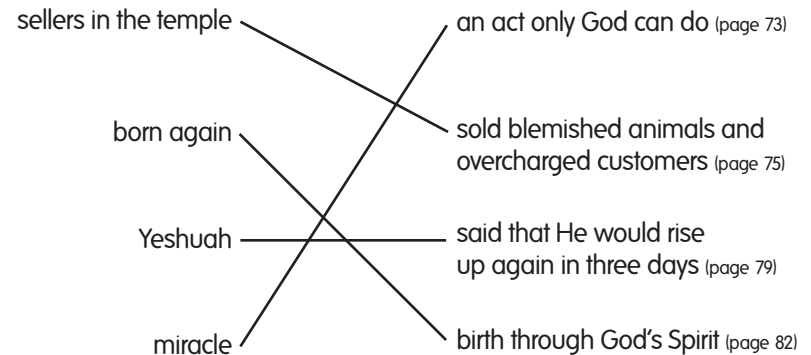 sellers in the temple
an act only God can do (page 73)
born again
sold blemished animals and
overcharged customers (page 75)
Yeshuah
said that He would rise
up again in three days (page 79)
miracle
birth through God's Spirit (page 82)